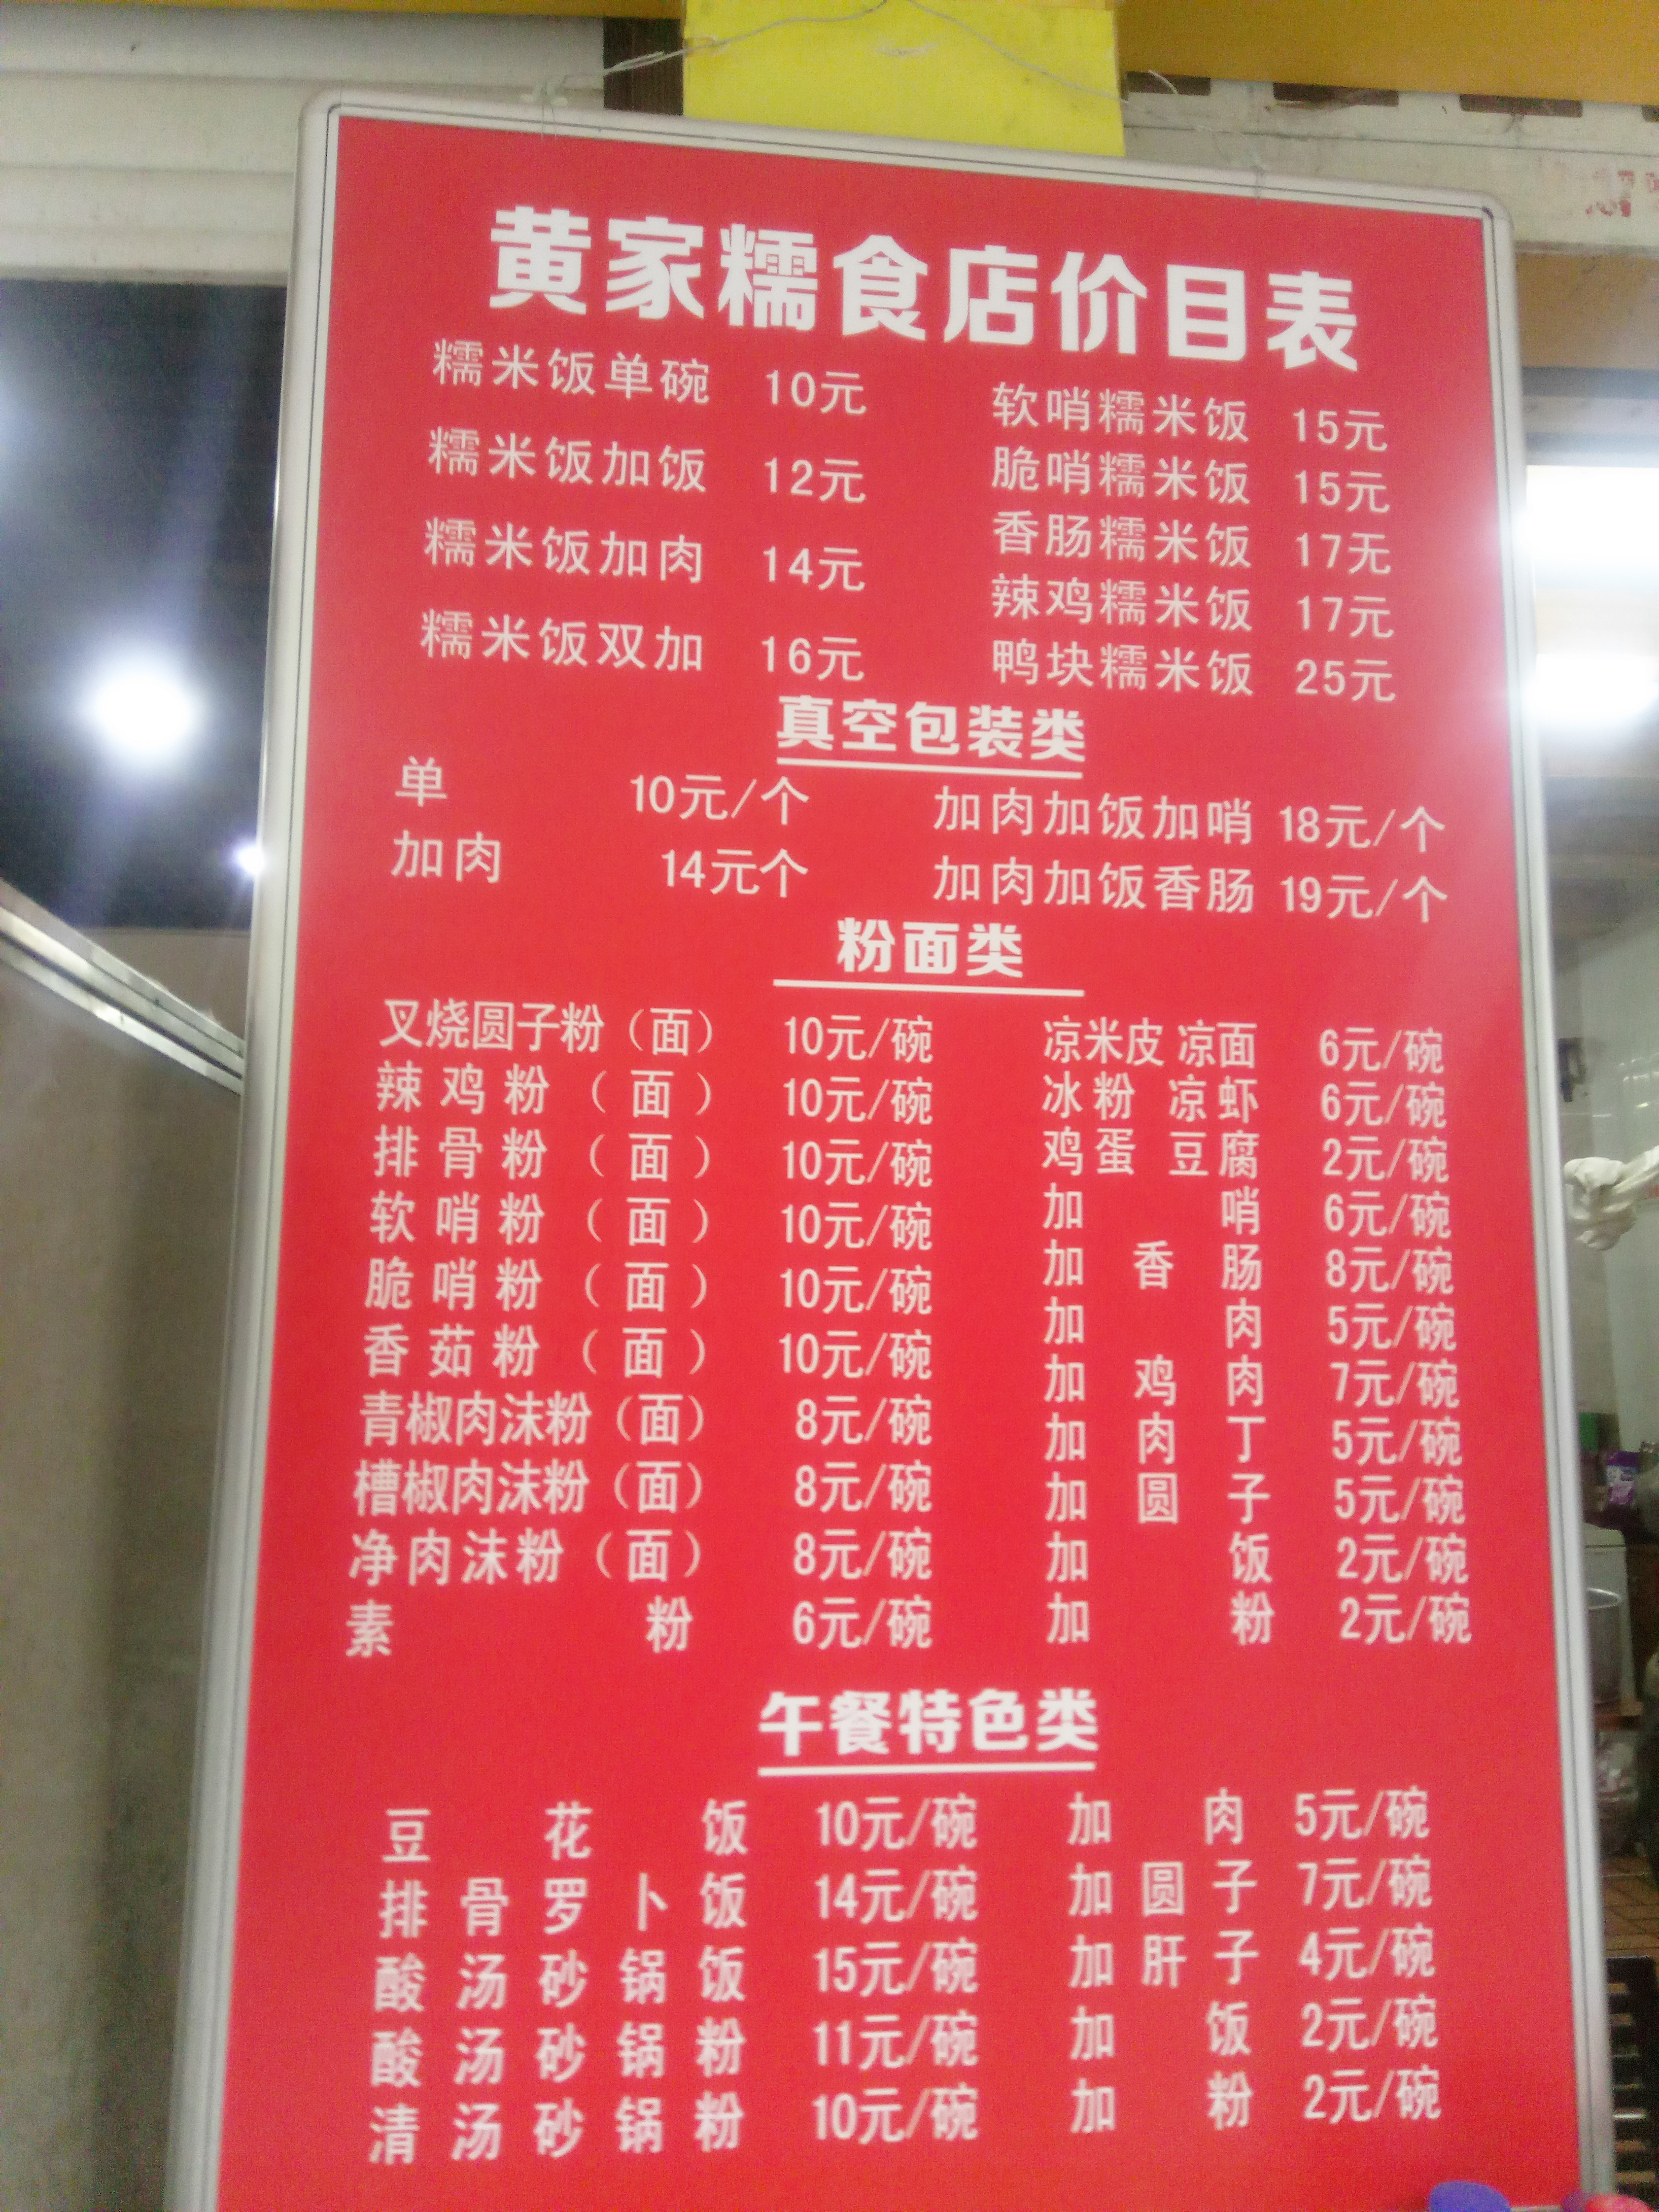 黄家糯食店价目表
糯米饭单碗 10元
糯米饭加饭 12元
糯米饭加肉 14元
糯米饭双加 16元
软哨糯米饭 15元
脆哨糯米饭 15元
香肠糯米饭 17无
辣鸡糯米饭 17元
鸭块糯米饭 25元
真空包装类
单 10元/个
加肉 14元个
加肉加饭加哨 18元/个
加肉加饭香肠 19元/个
粉面类
叉烧圆子粉（面） 10元/碗
辣鸡粉（面） 10元/碗
排骨粉（面） 10元/碗
软哨粉（面） 10元/碗
脆哨粉（面） 10元/碗
香茹粉（面） 10元/碗
青椒肉沫粉（面） 8元/碗
槽椒肉沫粉（面） 8元/碗
净肉沫粉（面） 8元/碗
素粉 6元/碗
凉米皮 凉面 6元/碗
冰粉 凉虾 6元/碗
鸡蛋 豆腐 2元/碗
加哨 6元/碗
加香肠 8元/碗
加肉 5元/碗
加鸡肉 7元/碗
加肉丁 5元/碗
加圆子 5元/碗
加饭 2元/碗
加粉 2元/碗
午餐特色类
豆花饭 10元/碗
排骨罗卜饭 14元/碗
酸汤砂锅饭 15元/碗
酸汤砂锅粉 11元/碗
清汤砂锅粉 10元/碗
加肉 5元/碗
加圆子 7元/碗
加肝子 4元/碗
加饭 2元/碗
加粉 2元/碗